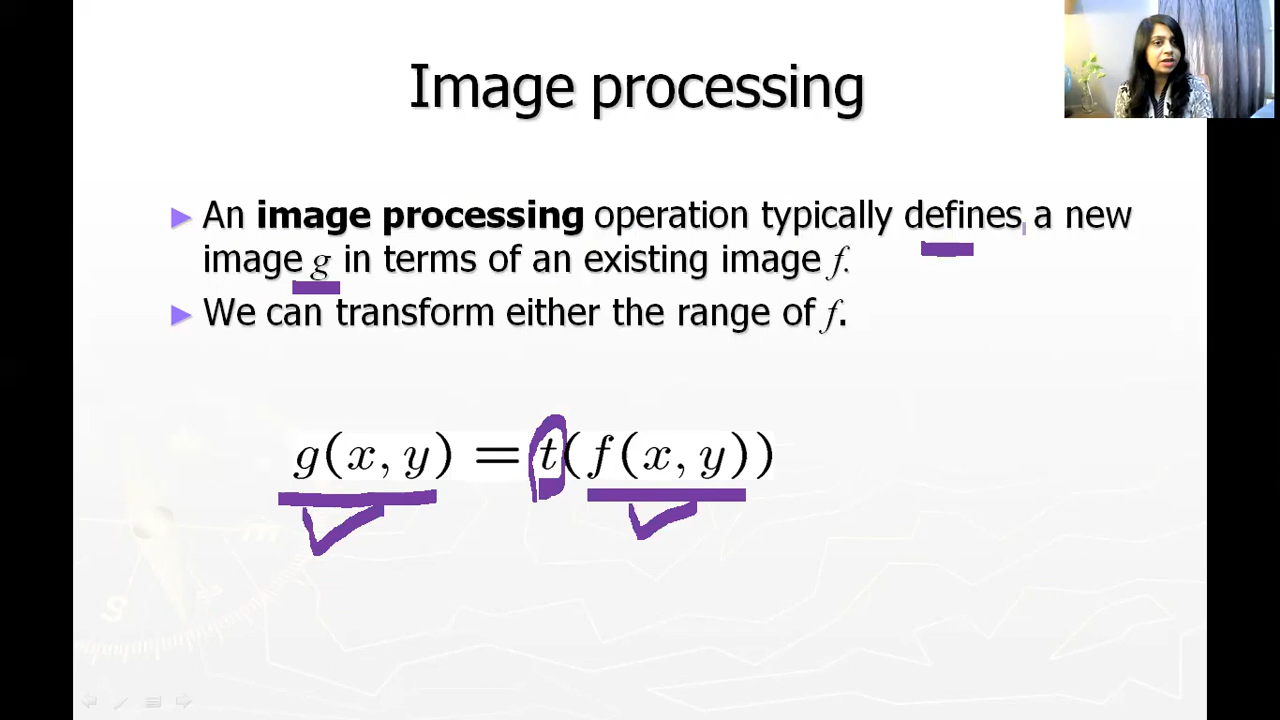 Image processing
► An image processing operation typically defines a new
image g in terms of an existing image f.
► We can transform either the range of f.
g(x, y) = t(f(x, y))
S
m